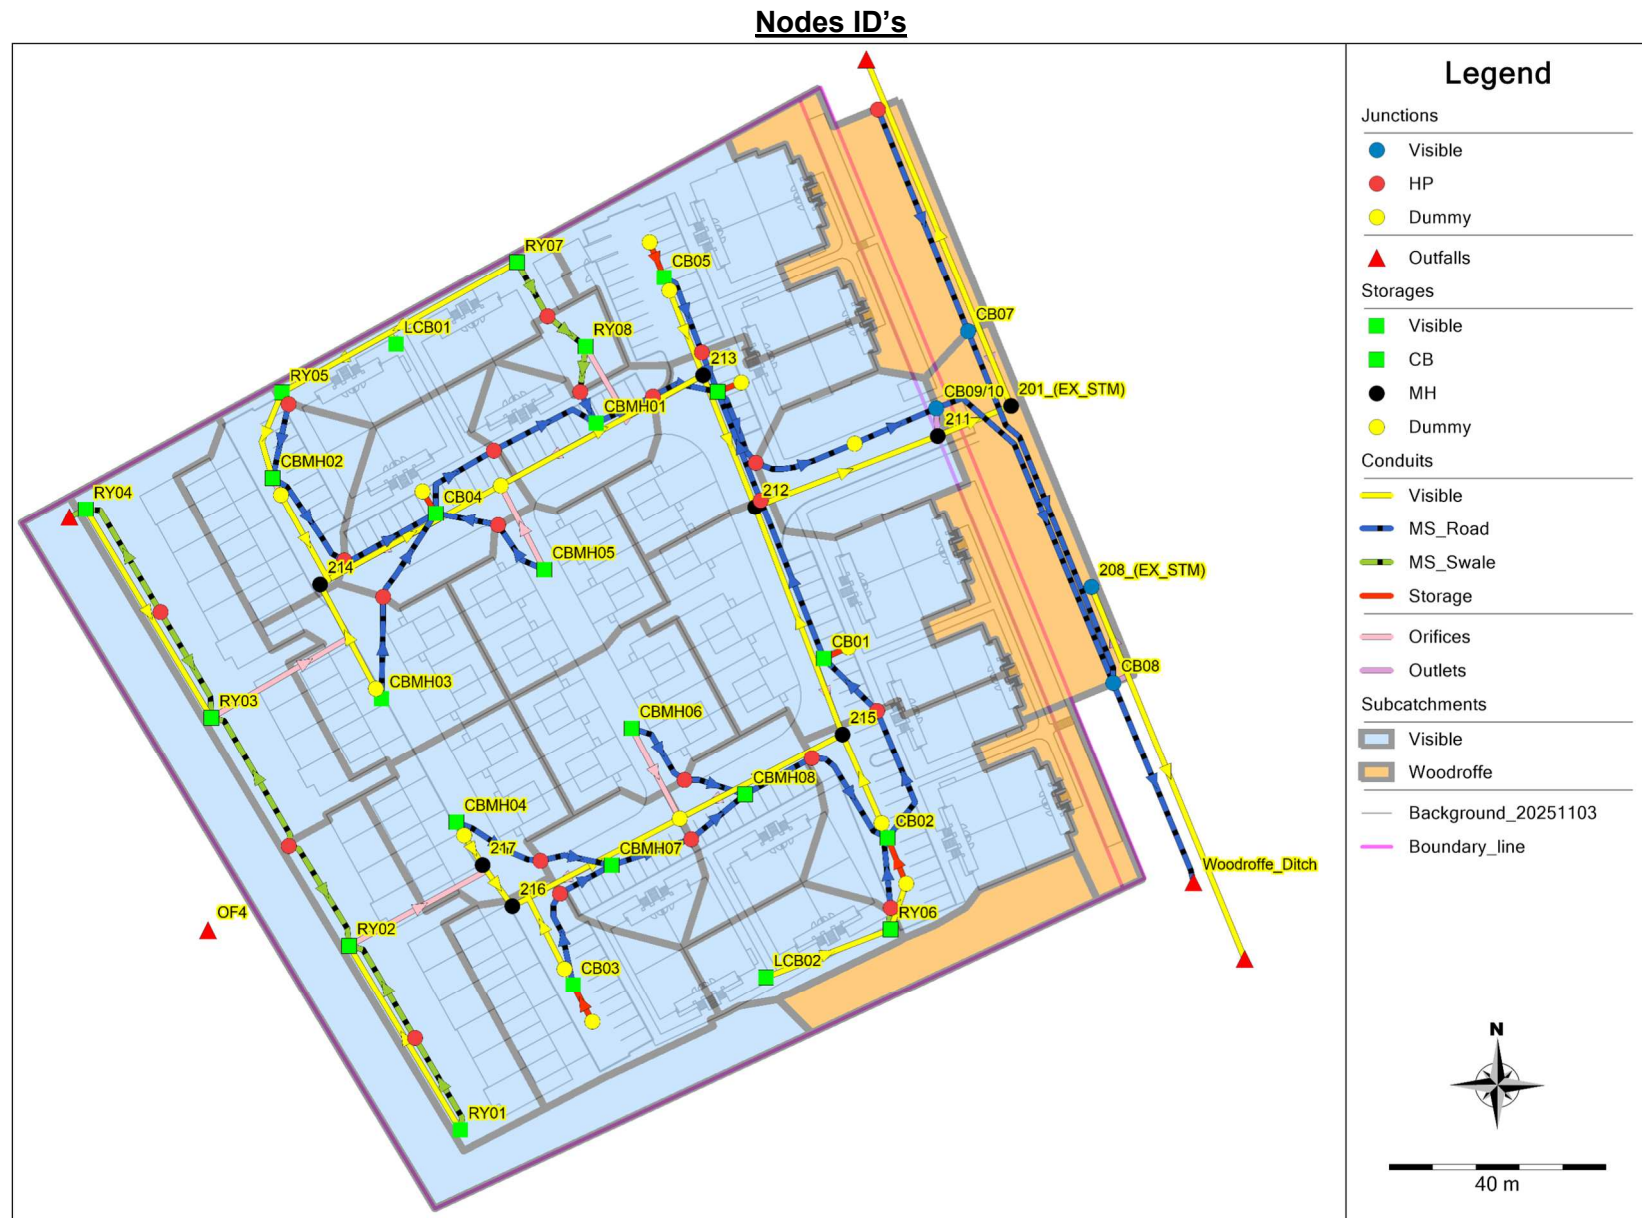 Nodes ID's
Legend
Junctions
Visible
HP
Dummy
Outfalls
Storages
Visible
CB
MH
Dummy
Conduits
Visible
MS_Road
MS_Swale
Storage
Orifices
Outlets
Subcatchments
Visible
Woodroffe
Background_20251103
Boundary_line
N
40 m
RY07
CB05
CB07
LCB01
RY08
213
RY05
201_(EX_STM)
CB09/10
CBMH01
211
CBMH02
RY04
CB04
212
CBMH05
214
208_(EX_STM)
CB01
CB08
CBMH03
RY03
CBMH06
215
CBMH08
CBMH04
CB02
217
CBMH07
Woodroffe_Ditch
216
OF4
RY06
RY02
LCB02
CB03
RY01